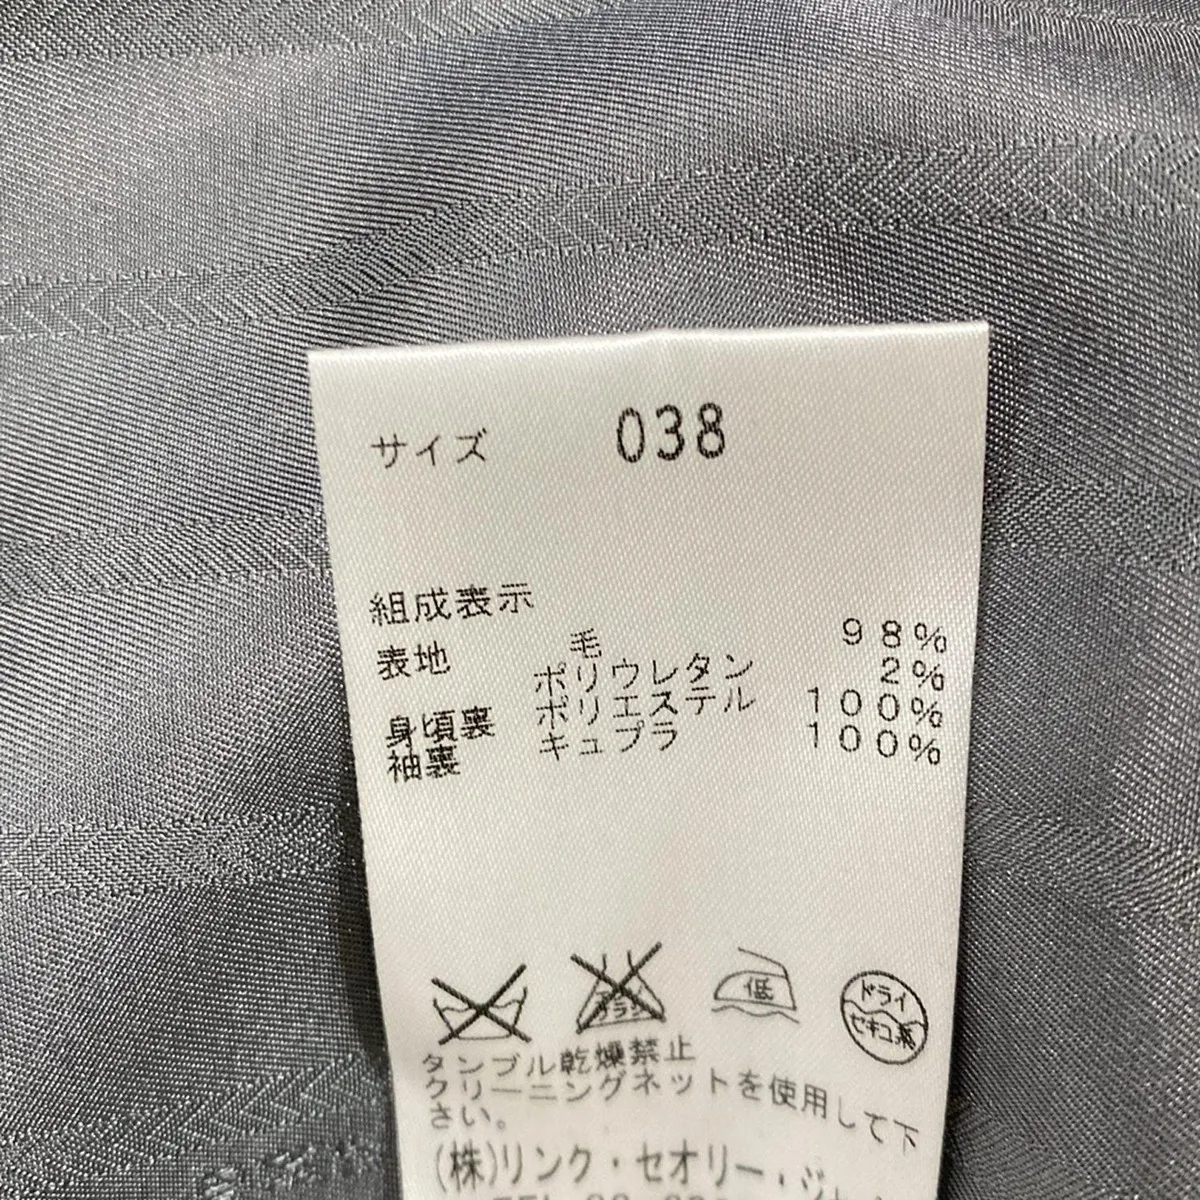 サイズ 038
組成表示
表地 毛 98%
ポリウレタン 2%
身頃裏 ポリエステル 100%
袖裏 キュプラ 100%
低
ドライ
セキユ系
タンブル乾燥禁止
クリーニングネットを使用して下
さい。
(株)リンク・セオリー・ジャ